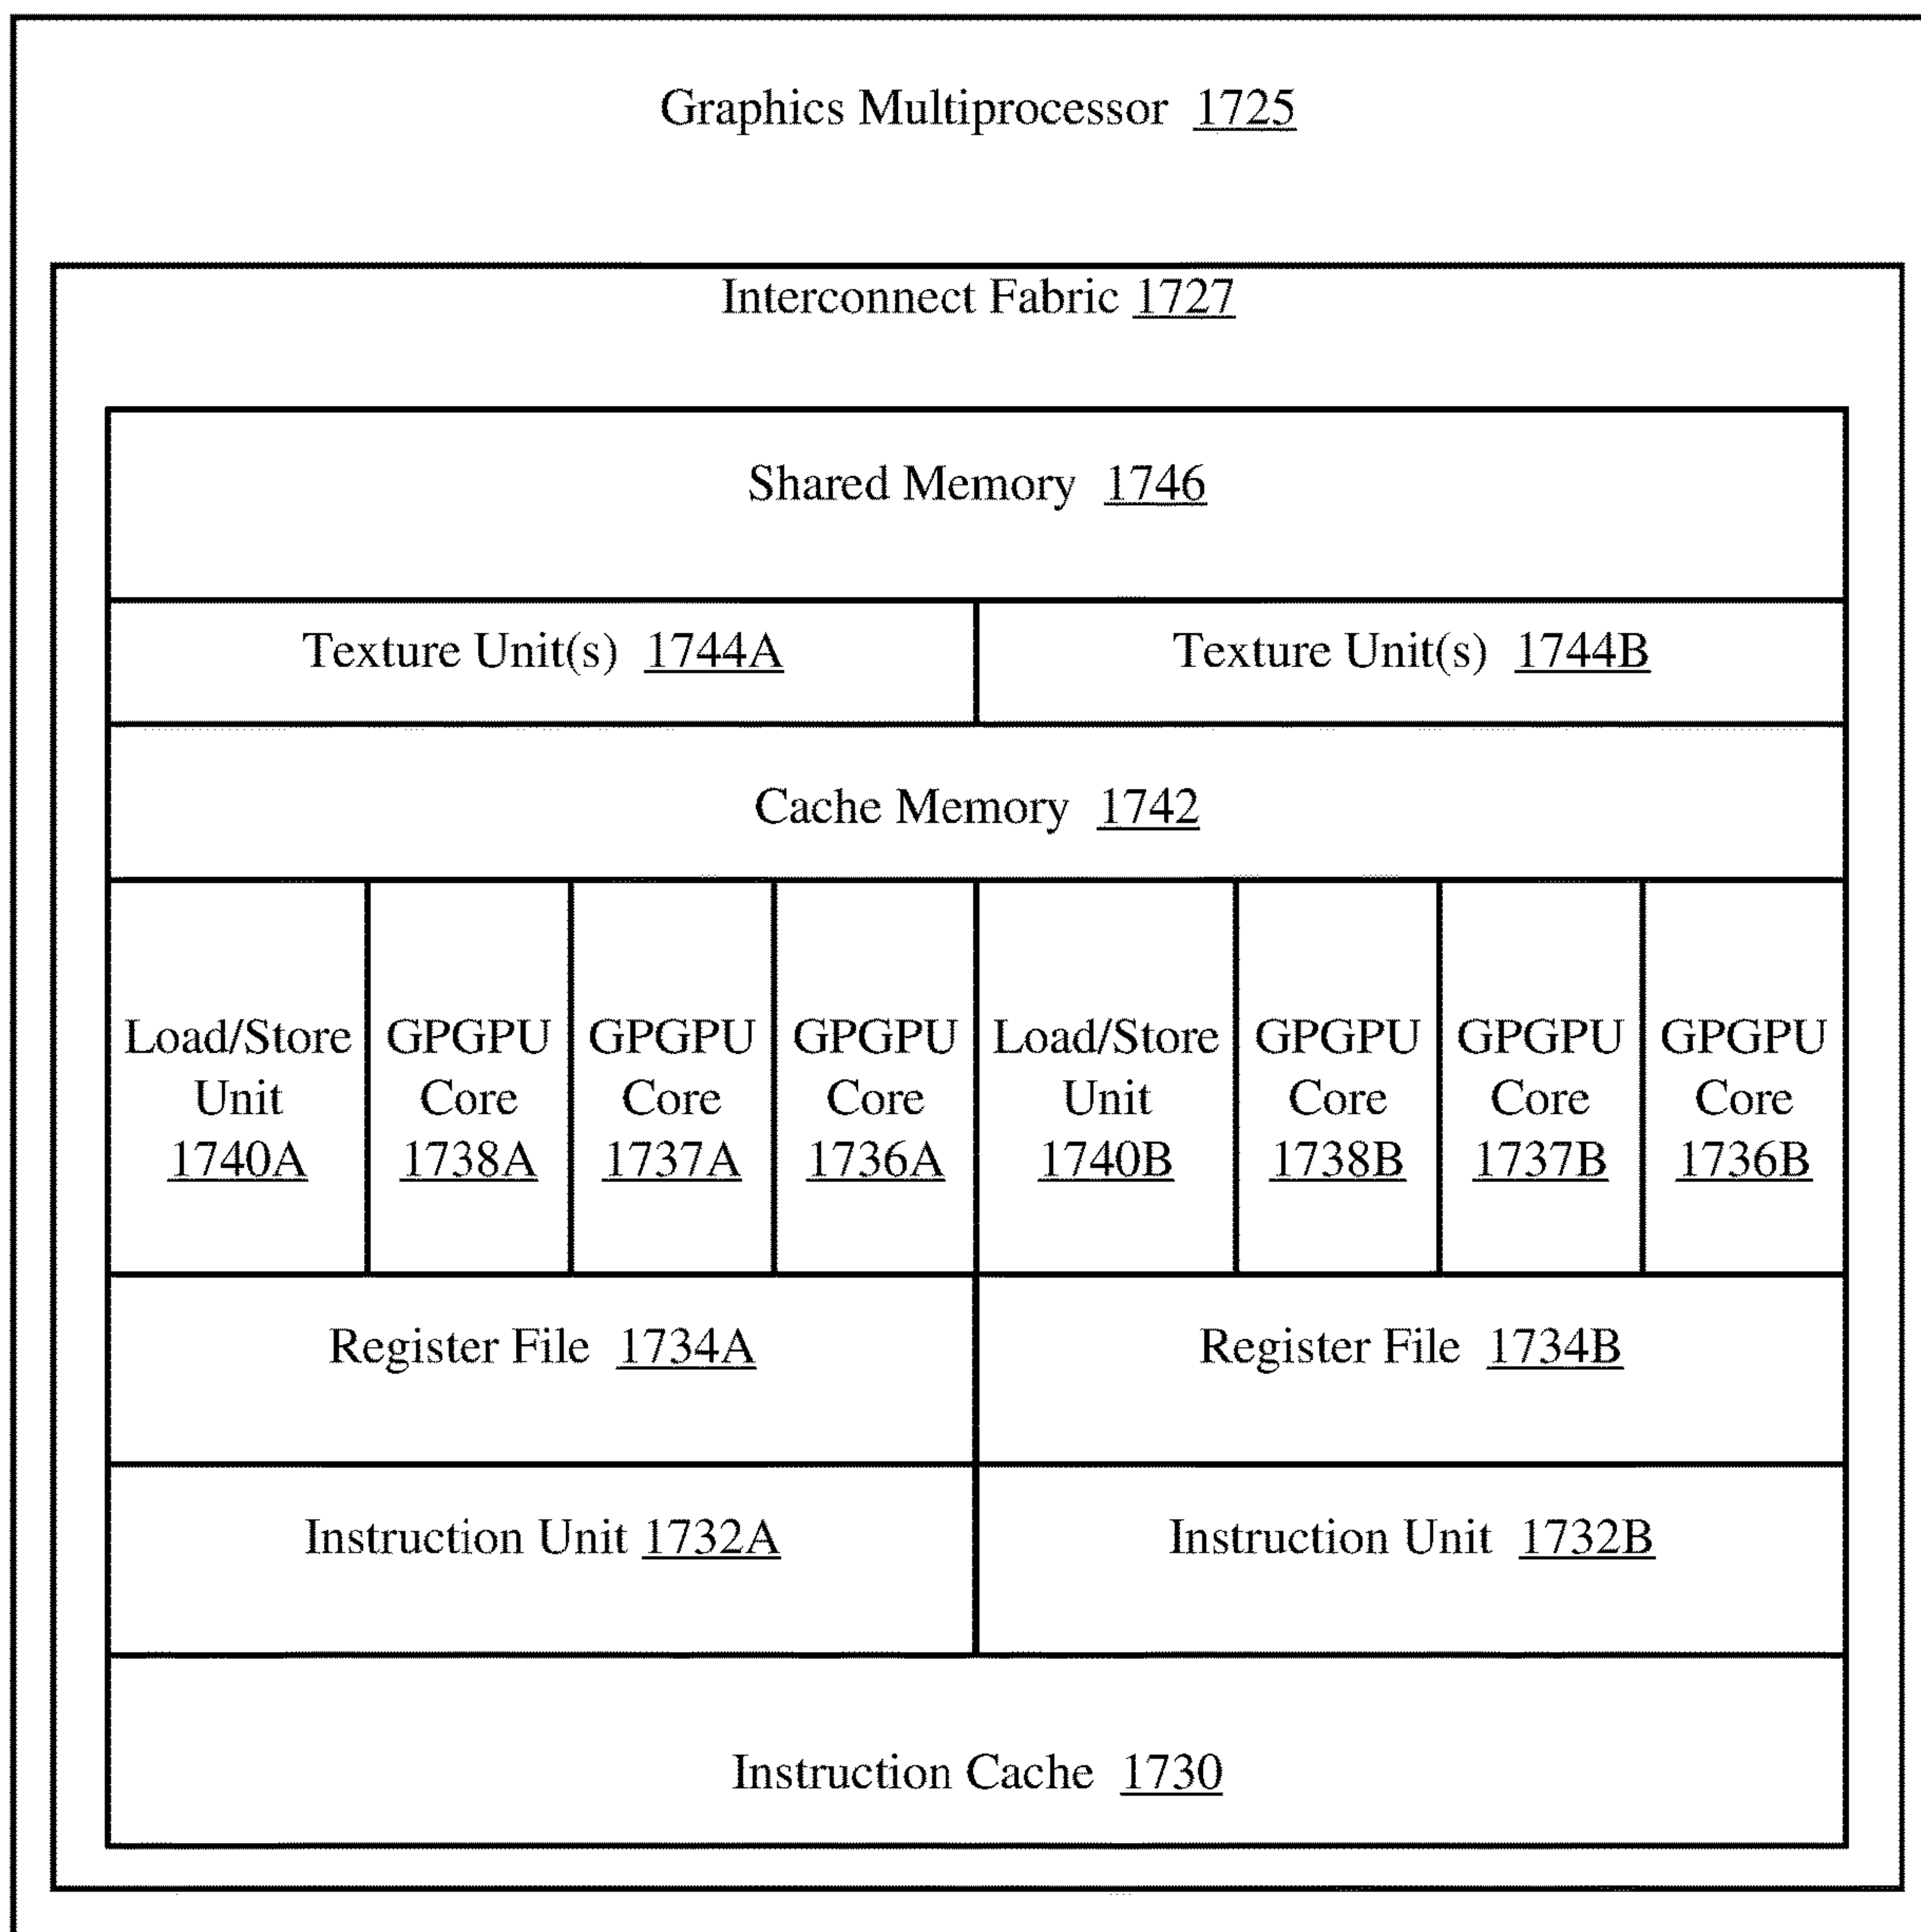 Graphics Multiprocessor 1725
Interconnect Fabric 1727
Shared Memory 1746
Texture Unit(s) 1744A
Texture Unit(s) 1744B
Cache Memory 1742
Load/Store
Unit
1740A
GPGPU
Core
1738A
GPGPU
Core
1737A
GPGPU
Core
1736A
Load/Store
Unit
1740B
GPGPU
Core
1738B
GPGPU
Core
1737B
GPGPU
Core
1736B
Register File 1734A
Register File 1734B
Instruction Unit 1732A
Instruction Unit 1732B
Instruction Cache 1730